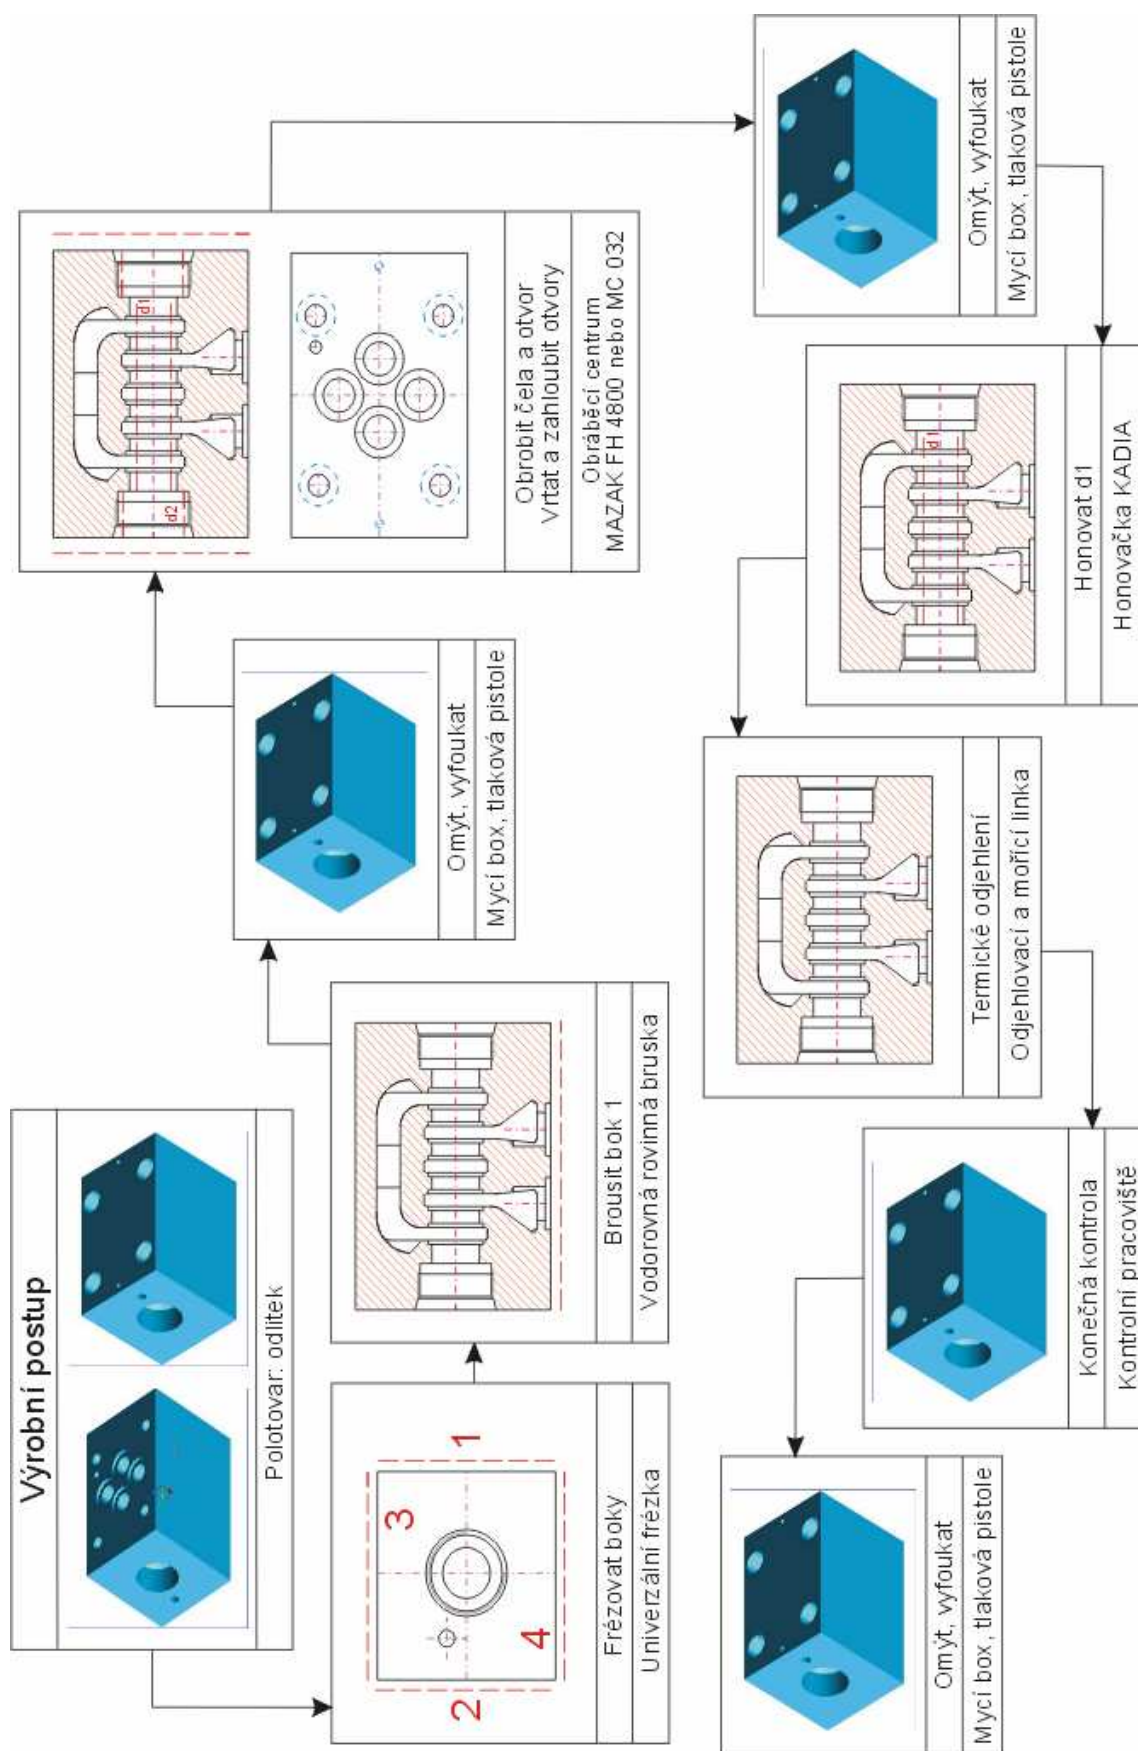 Výrobní postup
Polotovar: odlitek
3
1
2
4
Frézovat boky
Univerzální frézka
Brousit bok 1
Vodorovná rovinná bruska
Omýt, vyfoukat
Mycí box, tlaková pistole
d2
d1
Obrobit čela a otvor
Vrtat a zahloubit otvory
Obráběcí centrum
MAZAK FH 4800 nebo MC 032
Omýt, vyfoukat
Mycí box, tlaková pistole
d1
Honovat d1
Honovačka KADIA
Termické odjehlení
Odjehlovací a mořící linka
Konečná kontrola
Kontrolní pracoviště
Omýt, vyfoukat
Mycí box, tlaková pistole